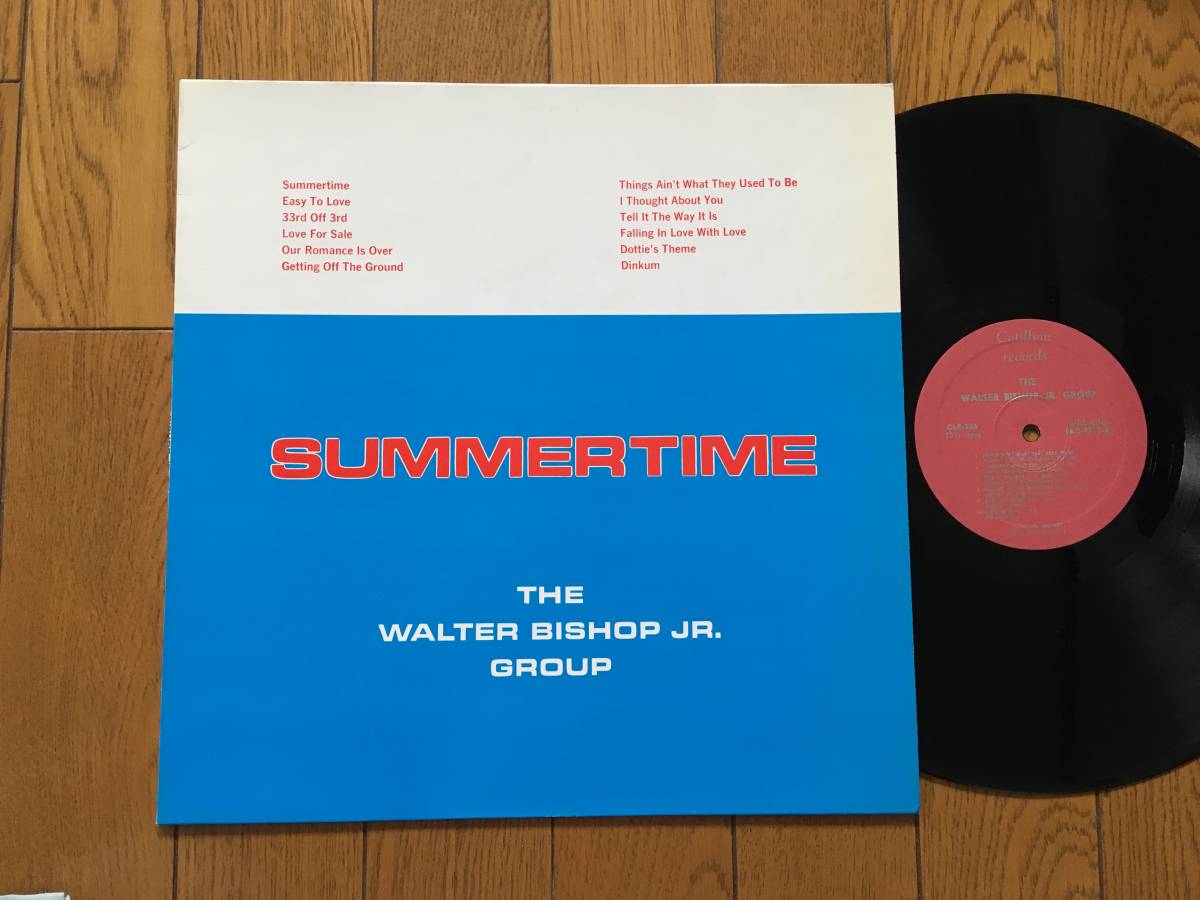 Summertime
Easy To Love
33rd Off 3rd
Love For Sale
Our Romance Is Over
Getting Off The Ground
Things Ain't What They Used To Be
I Thought About You
Tell It The Way It Is
Falling In Love With Love
Dottie's Theme
Dinkum
SUMMERTIME
THE
WALTER BISHOP JR.
GROUP
Cotillion
records
THE
WALTER BISHOP JR. GROUP